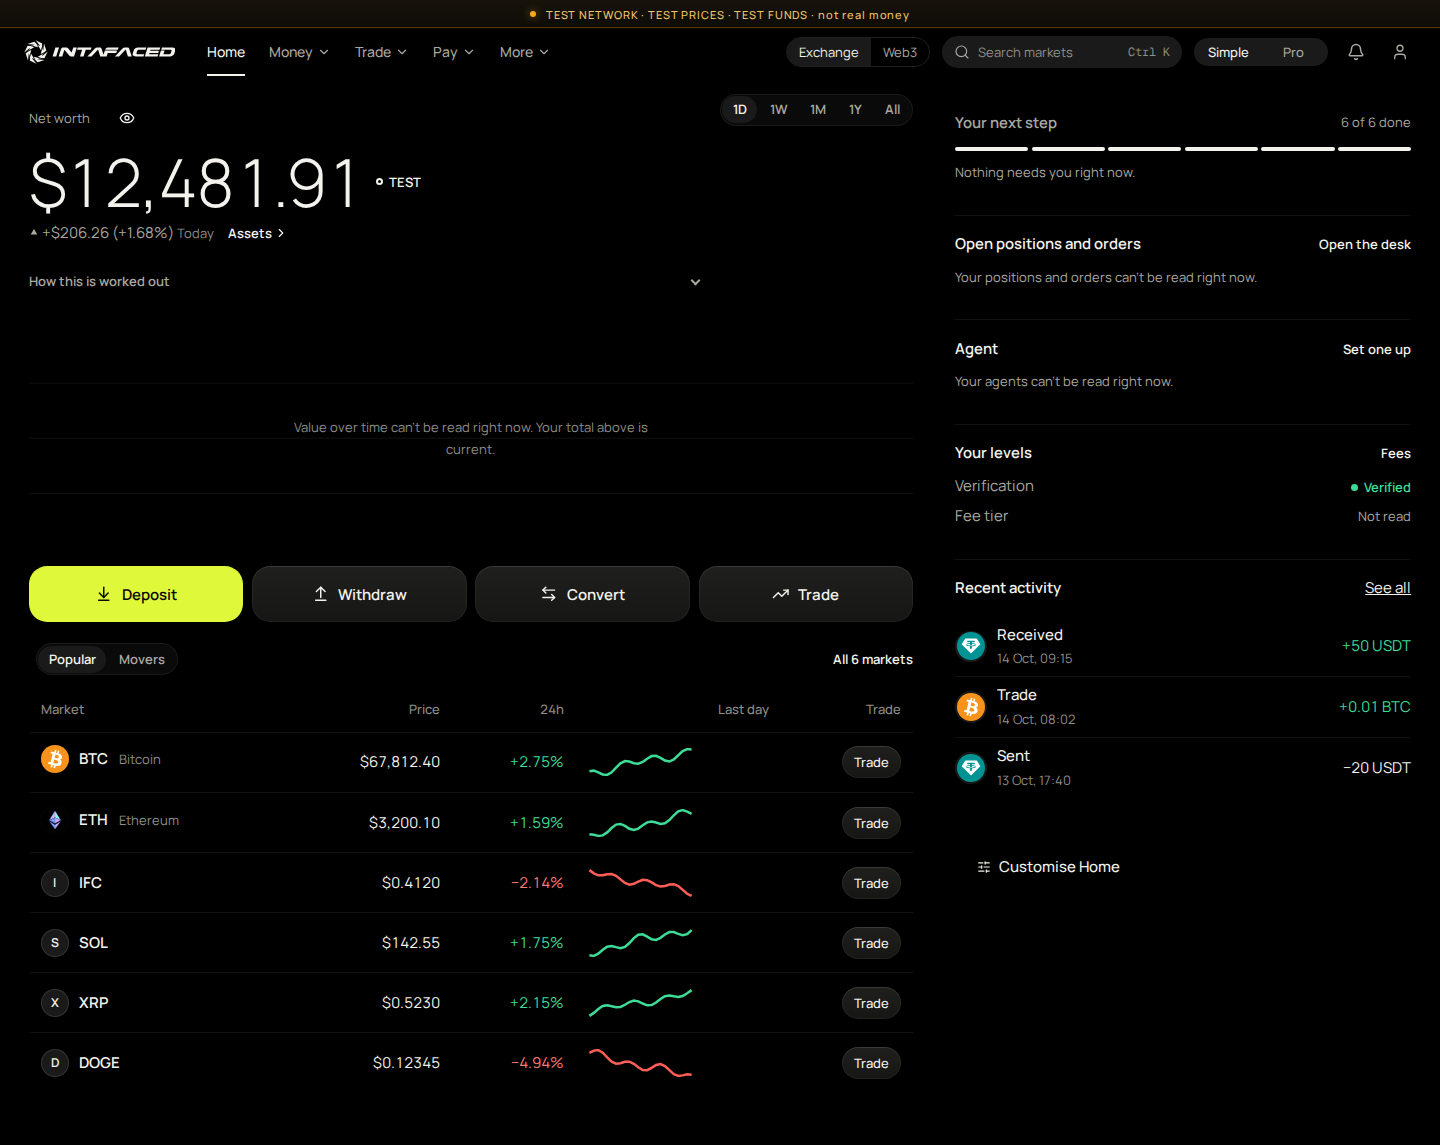 TEST NETWORK · TEST PRICES · TEST FUNDS · not real money
INTAFACED Home Money Trade Pay More Exchange Web3 Search markets Ctrl K Simple Pro
Net worth 1D 1W 1M 1Y All
$12,481.91 TEST
+$206.26 (+1.68%) Today Assets
How this is worked out
Value over time can't be read right now. Your total above is
current.
Deposit Withdraw Convert Trade
Popular Movers All 6 markets
Market Price 24h Last day Trade
BTC Bitcoin $67,812.40 +2.75% Trade
ETH Ethereum $3,200.10 +1.59% Trade
I IFC $0.4120 −2.14% Trade
S SOL $142.55 +1.75% Trade
X XRP $0.5230 +2.15% Trade
D DOGE $0.12345 −4.94% Trade
Your next step 6 of 6 done
Nothing needs you right now.
Open positions and orders Open the desk
Your positions and orders can't be read right now.
Agent Set one up
Your agents can't be read right now.
Your levels Fees
Verification Verified
Fee tier Not read
Recent activity See all
Received +50 USDT
14 Oct, 09:15
Trade +0.01 BTC
14 Oct, 08:02
Sent −20 USDT
13 Oct, 17:40
Customise Home